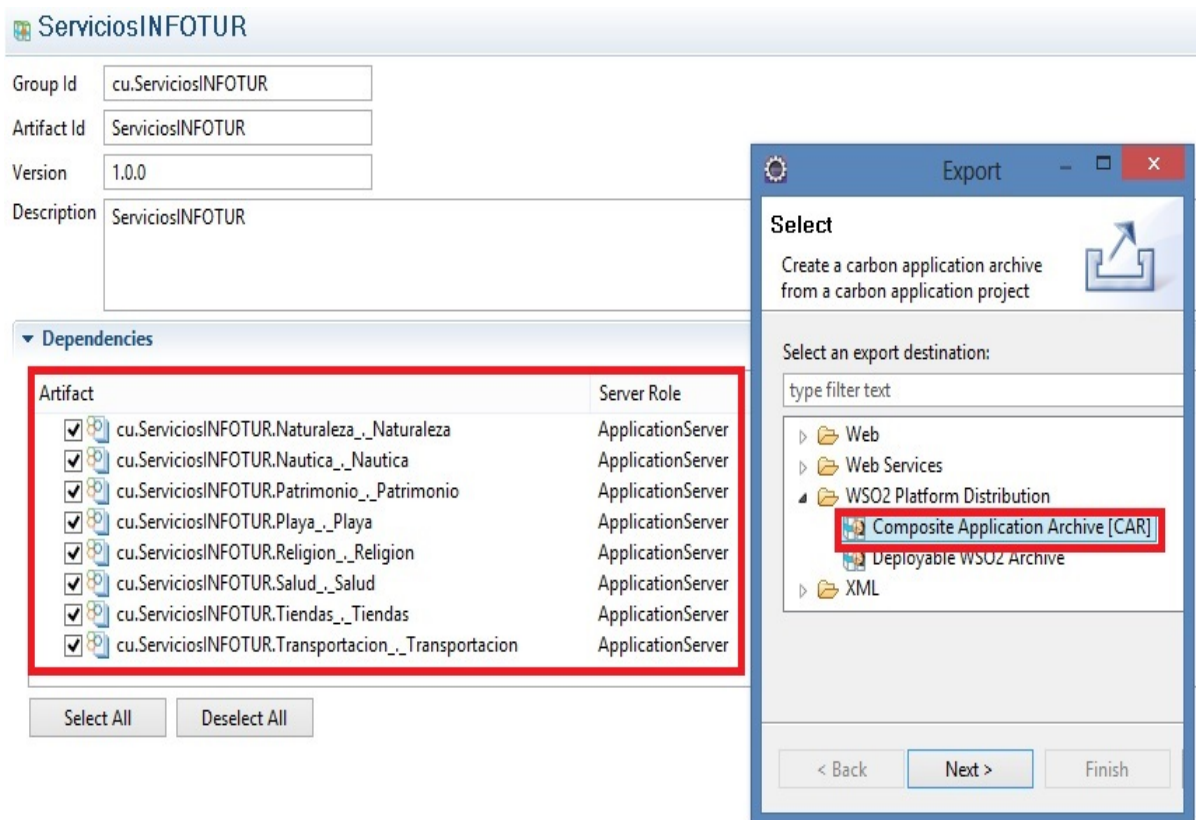 ServiciosINFOTUR
Group Id cu.ServiciosINFOTUR
Artifact Id ServiciosINFOTUR
Version 1.0.0
Description ServiciosINFOTUR
Dependencies
Artifact Server Role
cu.ServiciosINFOTUR.Naturaleza_._Naturaleza ApplicationServer
cu.ServiciosINFOTUR.Nautica_._Nautica ApplicationServer
cu.ServiciosINFOTUR.Patrimonio_._Patrimonio ApplicationServer
cu.ServiciosINFOTUR.Playa_._Playa ApplicationServer
cu.ServiciosINFOTUR.Religion_._Religion ApplicationServer
cu.ServiciosINFOTUR.Salud_._Salud ApplicationServer
cu.ServiciosINFOTUR.Tiendas_._Tiendas ApplicationServer
cu.ServiciosINFOTUR.Transportacion_._Transportacion ApplicationServer
Select All Deselect All
Export
Select
Create a carbon application archive
from a carbon application project
Select an export destination:
type filter text
Web
Web Services
WSO2 Platform Distribution
Composite Application Archive [CAR]
Deployable WSO2 Archive
XML
< Back Next > Finish